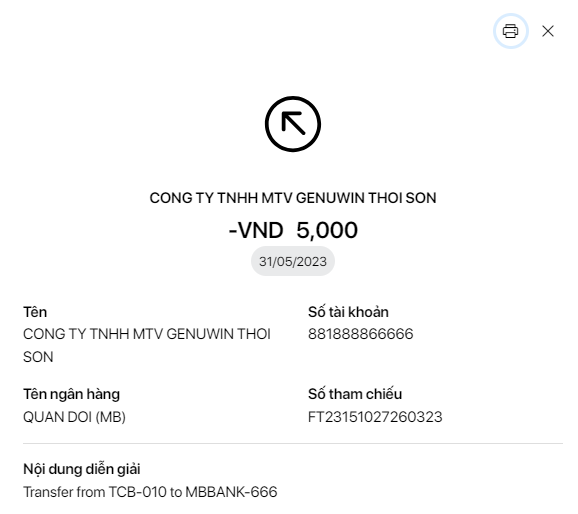 CONG TY TNHH MTV GENUWIN THOI SON
-VND 5,000
31/05/2023
Tên
CONG TY TNHH MTV GENUWIN THOI
SON
Số tài khoản
881888866666
Tên ngân hàng
QUAN DOI (MB)
Số tham chiếu
FT23151027260323
Nội dung diễn giải
Transfer from TCB-010 to MBBANK-666